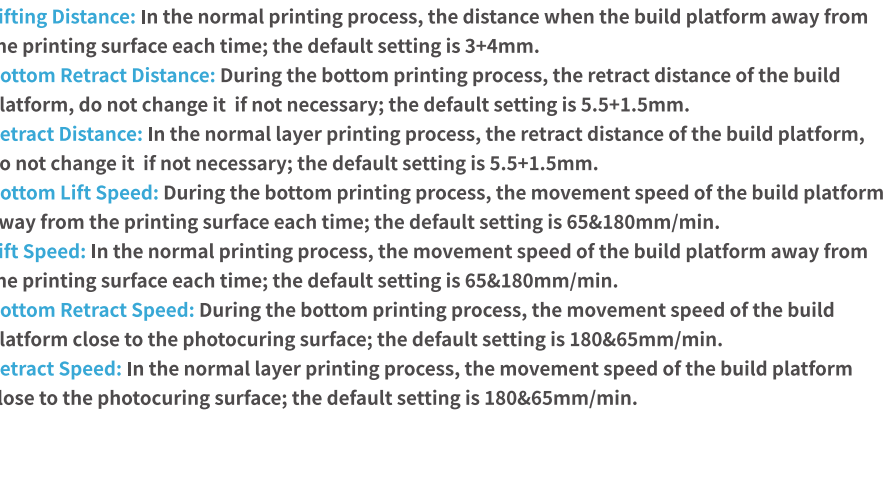 ifting Distance: In the normal printing process, the distance when the build platform away from
he printing surface each time; the default setting is 3+4mm.
ottom Retract Distance: During the bottom printing process, the retract distance of the build
latform, do not change it  if not necessary; the default setting is 5.5+1.5mm.
etract Distance: In the normal layer printing process, the retract distance of the build platform,
o not change it  if not necessary; the default setting is 5.5+1.5mm.
ottom Lift Speed: During the bottom printing process, the movement speed of the build platform
way from the printing surface each time; the default setting is 65&180mm/min.
ift Speed: In the normal printing process, the movement speed of the build platform away from
he printing surface each time; the default setting is 65&180mm/min.
ottom Retract Speed: During the bottom printing process, the movement speed of the build
latform close to the photocuring surface; the default setting is 180&65mm/min.
etract Speed: In the normal layer printing process, the movement speed of the build platform
lose to the photocuring surface; the default setting is 180&65mm/min.